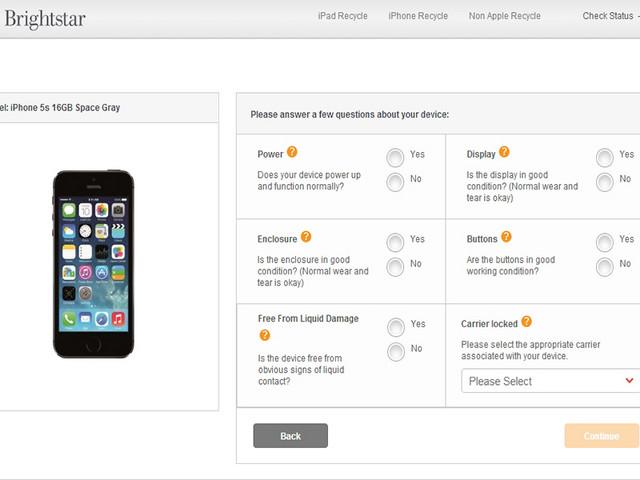 Brightstar
iPad Recycle iPhone Recycle Non Apple Recycle Check Status
el: iPhone 5s 16GB Space Gray
Please answer a few questions about your device:
Power ?
Does your device power up
and function normally?
Yes
No
Display ?
Is the display in good
condition? (Normal wear and
tear is okay)
Yes
No
Enclosure ?
Is the enclosure in good
condition? (Normal wear and
tear is okay)
Yes
No
Buttons ?
Are the buttons in good
working condition?
Yes
No
Free From Liquid Damage
?
Is the device free from
obvious signs of liquid
contact?
Yes
No
Carrier locked ?
Please select the appropriate carrier
associated with your device.
Please Select
Back
Continue